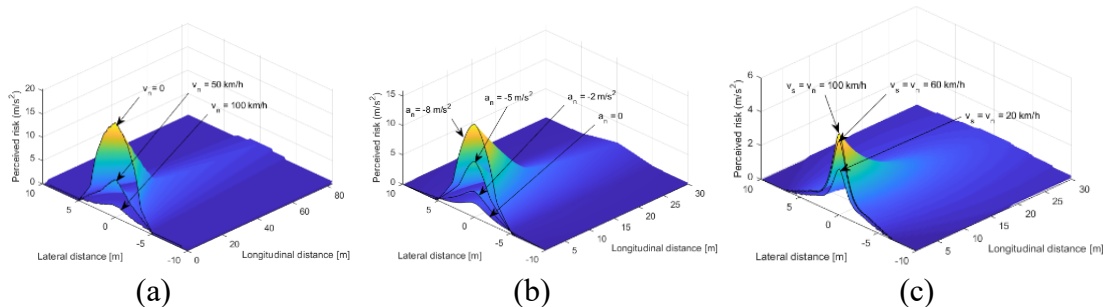 v_n = 0
v_n = 50 km/h
v_n = 100 km/h
Perceived risk (m/s²)
20
15
10
5
0
10
5
0
-5
-10
0
20
40
60
80
Lateral distance [m]
Longitudinal distance [m]
(a)
a_n = -8 m/s²
a_n = -5 m/s²
a_n = -2 m/s²
a_n = 0
Perceived risk (m/s²)
15
10
5
0
10
5
0
-5
-10
5
10
15
20
25
30
Lateral distance [m]
Longitudinal distance [m]
(b)
v_s = v_n = 100 km/h
v_s = v_n = 60 km/h
v_s = v_n = 20 km/h
Perceived risk (m/s²)
6
4
2
0
10
5
0
-5
-10
5
10
15
20
25
30
Lateral distance [m]
Longitudinal distance [m]
(c)